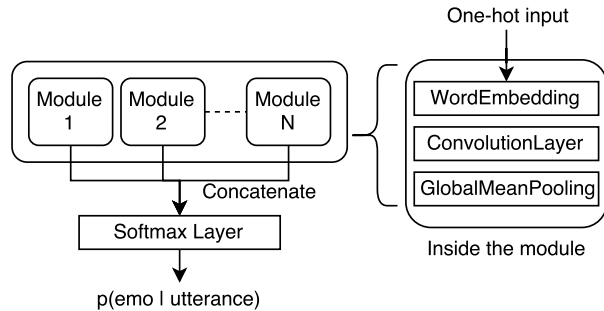 One-hot input
Module
1
Module
2
Module
N
WordEmbedding
ConvolutionLayer
GlobalMeanPooling
Concatenate
Softmax Layer
Inside the module
p(emo | utterance)